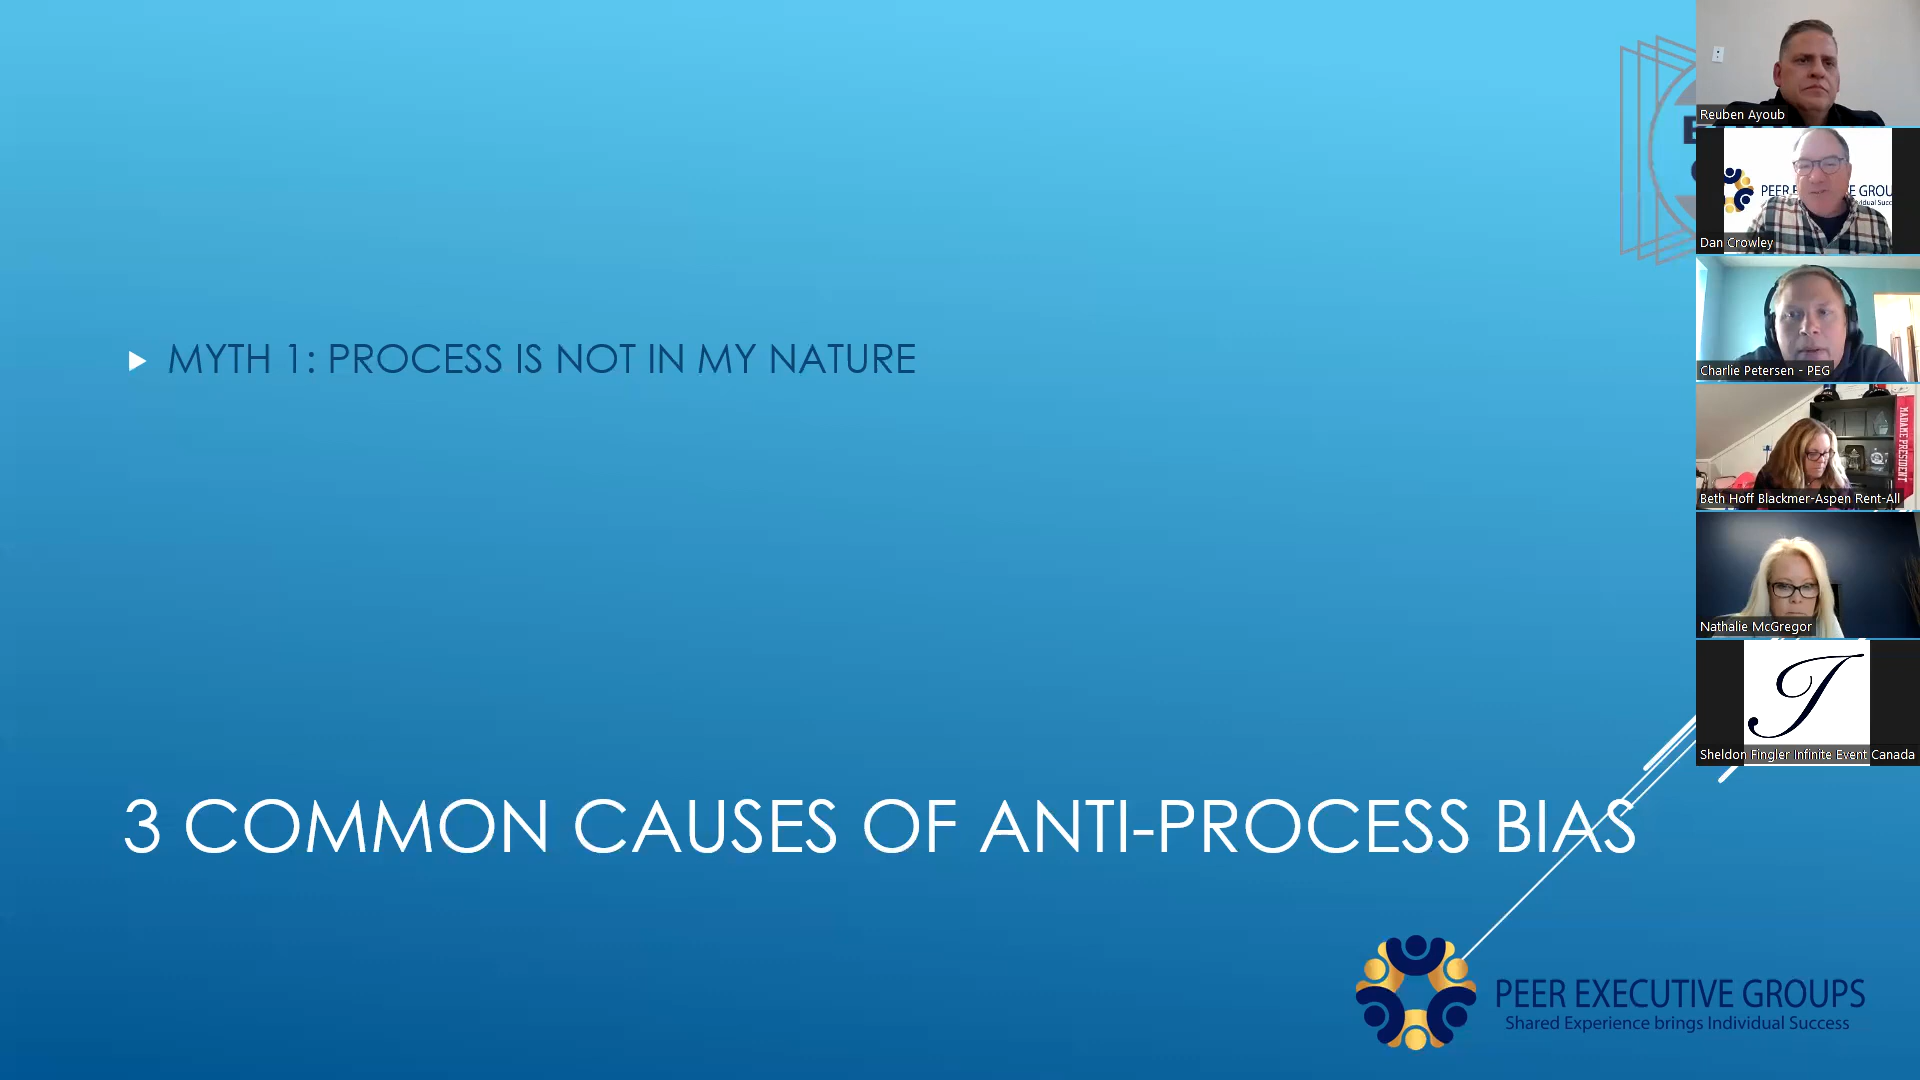 MYTH 1: PROCESS IS NOT IN MY NATURE
3 COMMON CAUSES OF ANTI-PROCESS BIAS
PEER EXECUTIVE GROUPS
Shared Experience brings Individual Success
Reuben Ayoub
Dan Crowley
Charlie Petersen - PEG
MADAME PRESIDENT
Beth Hoff Blackmer-Aspen Rent-All
Nathalie McGregor
Sheldon Fingler Infinite Event Canada